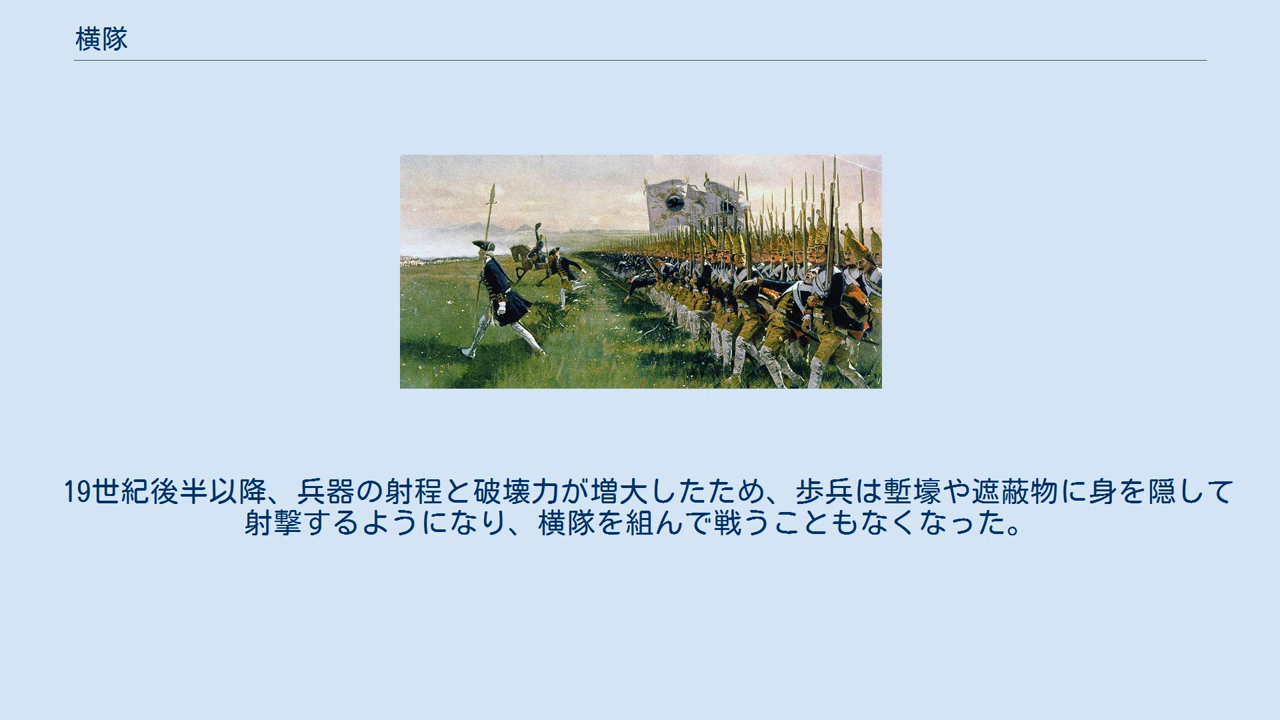 横隊
19世紀後半以降、兵器の射程と破壊力が増大したため、歩兵は塹壕や遮蔽物に身を隠して
射撃するようになり、横隊を組んで戦うこともなくなった。